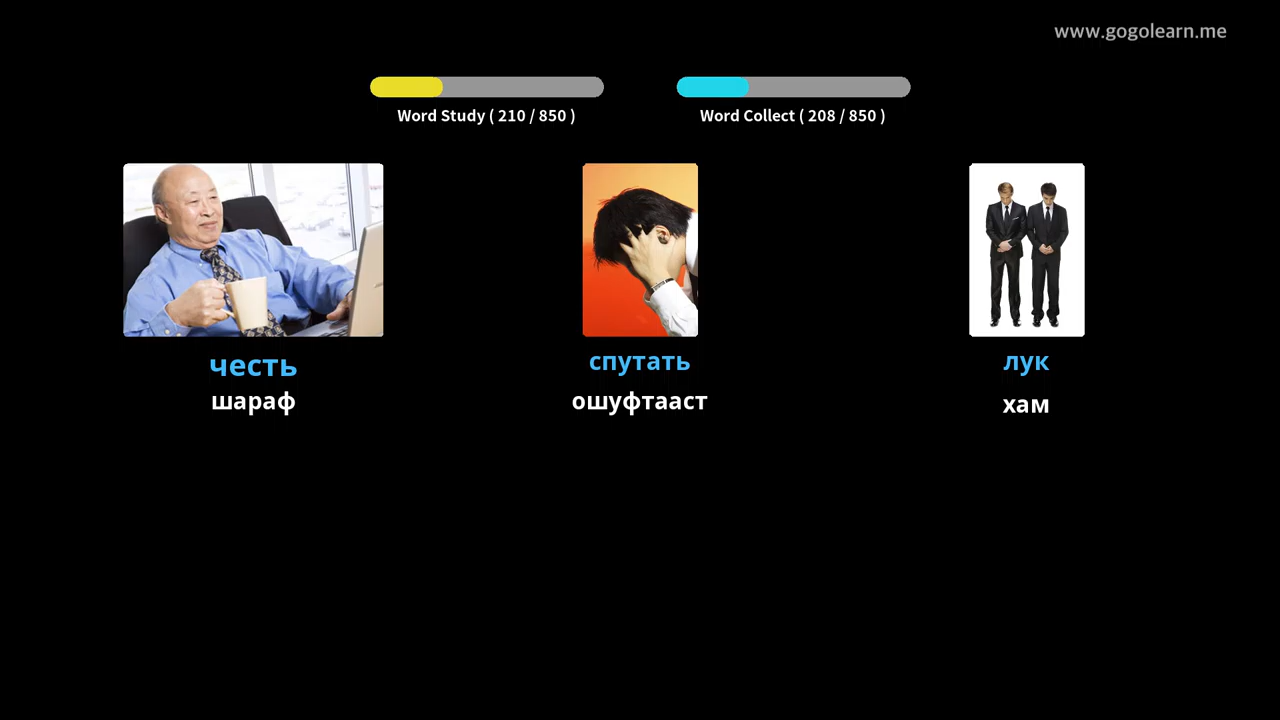 www.gogolearn.me
Word Study ( 210 / 850 )
Word Collect ( 208 / 850 )
честь
шараф
спутать
ошуфтааст
лук
хам